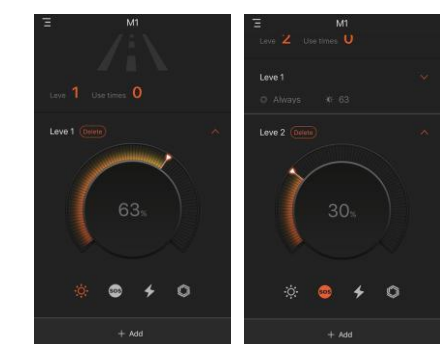 M1
Leve 1 Use times 0
Leve 1 Delete
63%
SOS
+ Add
M1
Leve 2 Use times 0
Leve 1
Always 63
Leve 2 Delete
30%
SOS
+ Add